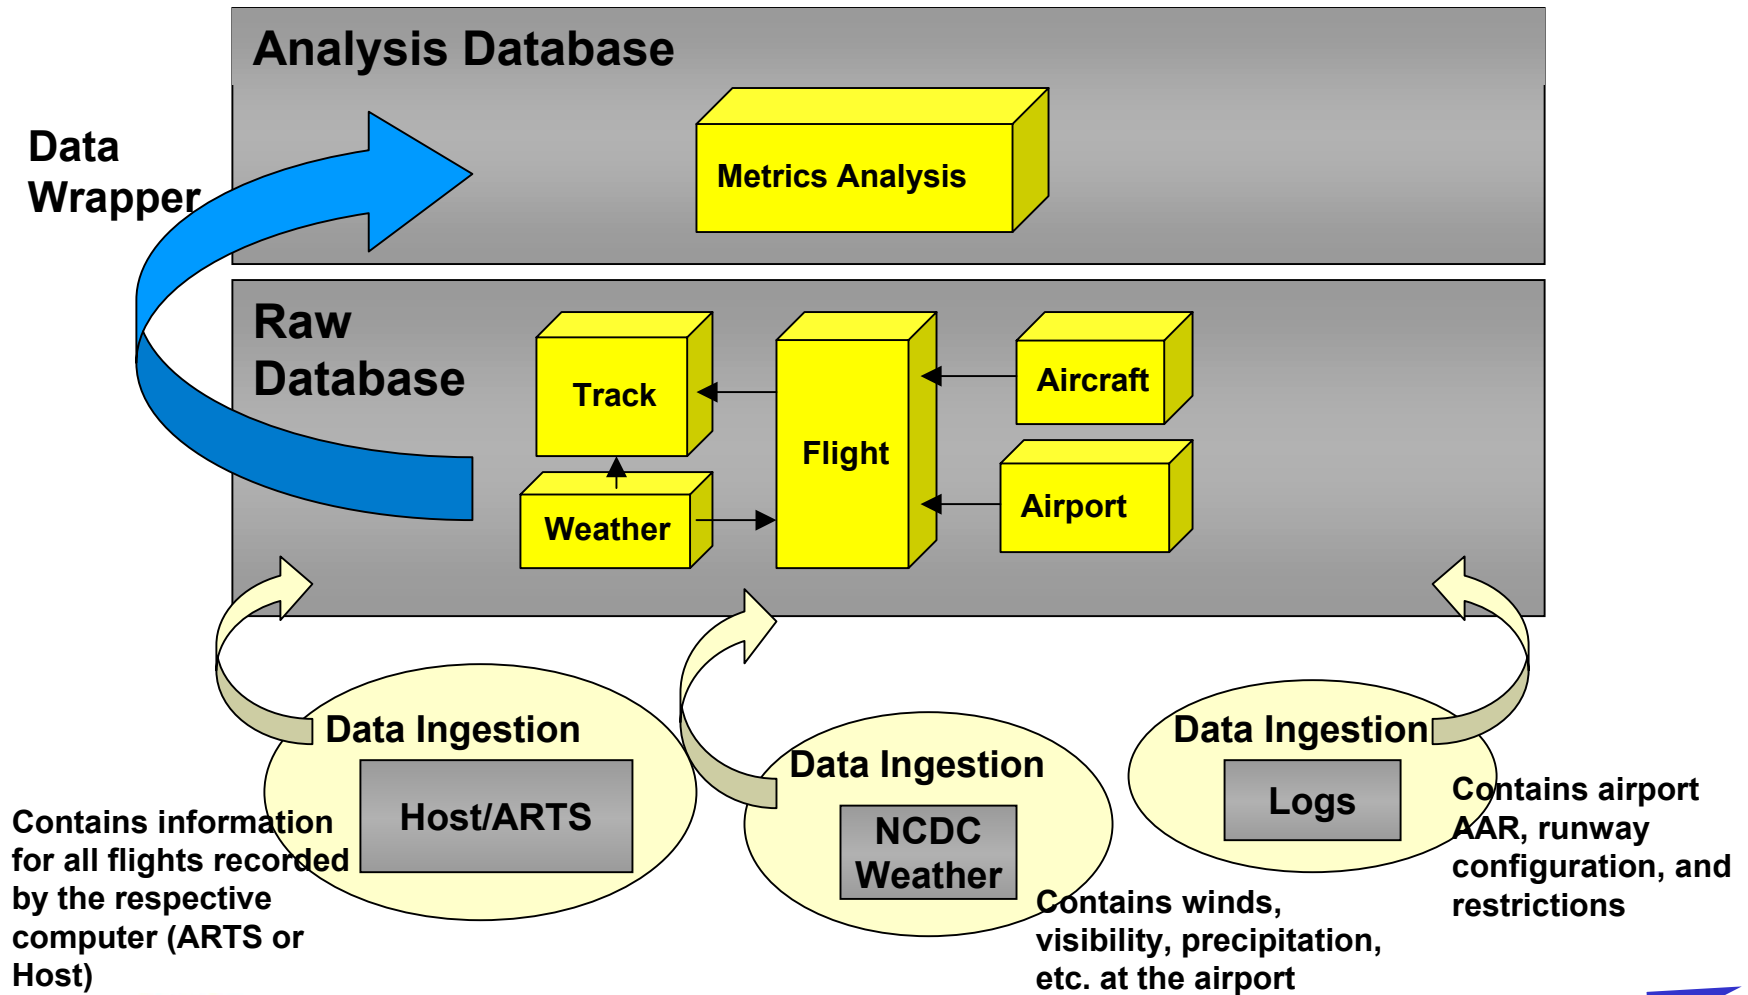 Analysis Database
Data
Wrapper
Metrics Analysis
Raw
Database
Track
Flight
Aircraft
Weather
Airport
Data Ingestion
Host/ARTS
Contains information
for all flights recorded
by the respective
computer (ARTS or
Host)
Data Ingestion
NCDC
Weather
Contains winds,
visibility, precipitation,
etc. at the airport
Data Ingestion
Logs
Contains airport
AAR, runway
configuration, and
restrictions